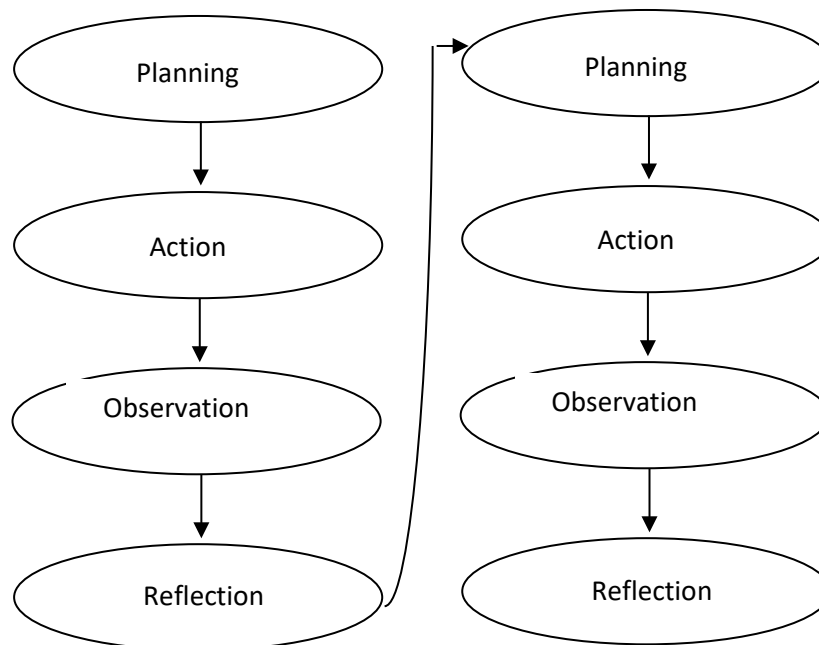 Planning
Action
Observation
Reflection
Planning
Action
Observation
Reflection